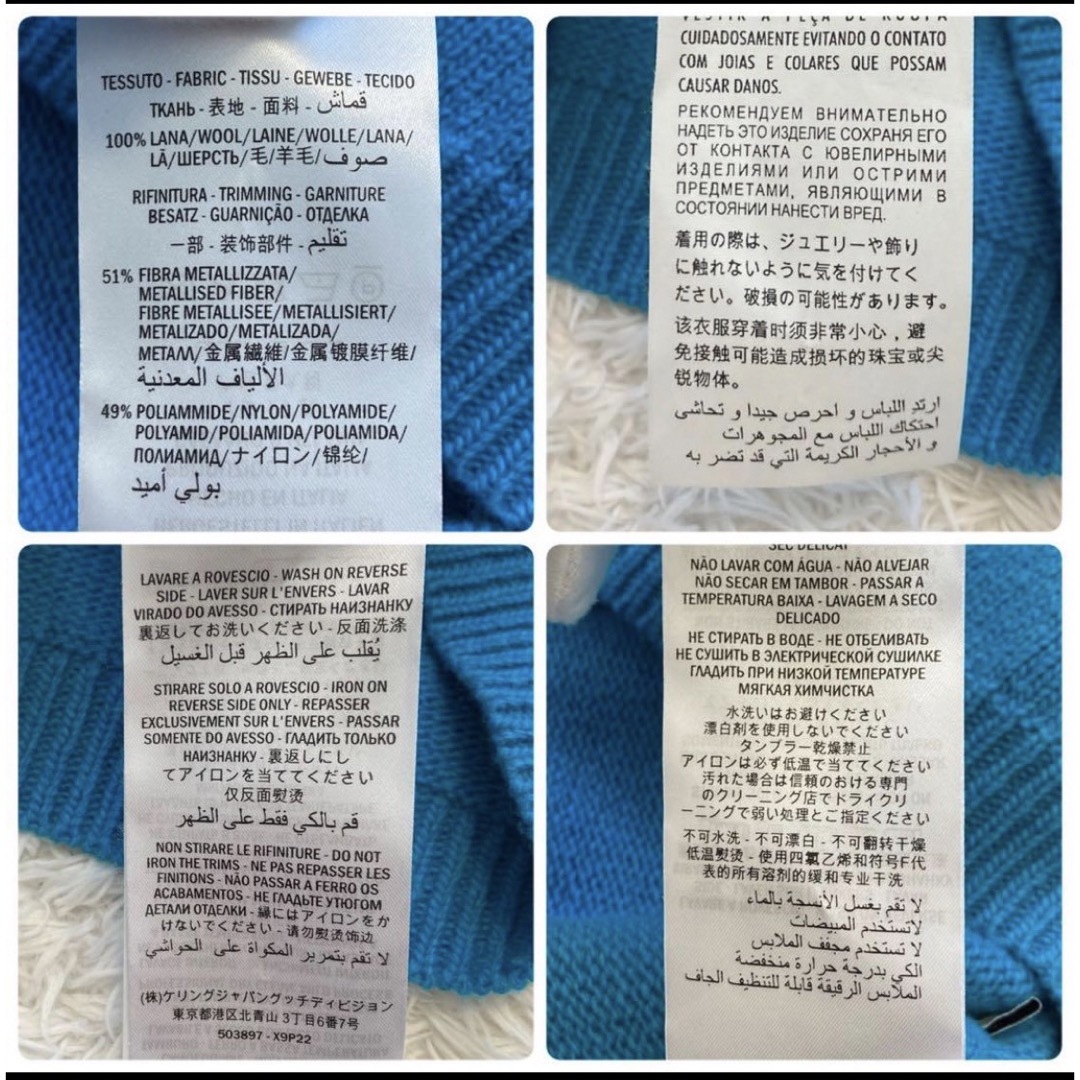 TESSUTO - FABRIC - TISSU - GEWEBE - TECIDO
ТКАНЬ - 表地 - 面料 - قماش
100% LANA/WOOL/LAINE/WOLLE/LANA/
LÃ/ШЕРСТЬ/毛/羊毛/صوف
RIFINITURA - TRIMMING - GARNITURE
BESATZ - GUARNIÇÃO - ОТДЕЛКА
一部 - 装饰部件 - تقليم
51% FIBRA METALLIZZATA/
METALLISED FIBER/
FIBRE METALLISEE/METALLISIERT/
METALIZADO/METALIZADA/
МЕТАЛЛ/金属繊維/金属镀膜纤维/
الألياف المعدنية
49% POLIAMMIDE/NYLON/POLYAMIDE/
POLYAMID/POLIAMIDA/POLIAMIDA/
ПОЛИАМИД/ナイロン/锦纶/
بولي أميد
VESTIR A PEÇA DE ROUPA
CUIDADOSAMENTE EVITANDO O CONTATO
COM JOIAS E COLARES QUE POSSAM
CAUSAR DANOS.
РЕКОМЕНДУЕМ ВНИМАТЕЛЬНО
НАДЕТЬ ЭТО ИЗДЕЛИЕ СОХРАНЯ ЕГО
ОТ КОНТАКТА С ЮВЕЛИРНЫМИ
ИЗДЕЛИЯМИ ИЛИ ОСТРИМИ
ПРЕДМЕТАМИ, ЯВЛЯЮЩИМИ В
СОСТОЯНИИ НАНЕСТИ ВРЕД.
着用の際は、ジュエリーや飾り
に触れないように気を付けてく
ださい。破損の可能性があります。
该衣服穿着时须非常小心，避
免接触可能造成损坏的珠宝或尖
锐物体。
ارتدِ اللباس و احرص جيدا و تحاشى
احتكاك اللباس مع المجوهرات
و الأحجار الكريمة التي قد تضر به
LAVARE A ROVESCIO - WASH ON REVERSE
SIDE - LAVER SUR L'ENVERS - LAVAR
VIRADO DO AVESSO - СТИРАТЬ НАИЗНАНКУ
裏返してお洗いください - 反面洗涤
يُقلب على الظهر قبل الغسيل
STIRARE SOLO A ROVESCIO - IRON ON
REVERSE SIDE ONLY - REPASSER
EXCLUSIVEMENT SUR L'ENVERS - PASSAR
SOMENTE DO AVESSO - ГЛАДИТЬ ТОЛЬКО
НАИЗНАНКУ - 裏返しにし
てアイロンを当ててください
仅反面熨烫
قم بالكي فقط على الظهر
NON STIRARE LE RIFINITURE - DO NOT
IRON THE TRIMS - NE PAS REPASSER LES
FINITIONS - NÃO PASSAR A FERRO OS
ACABAMENTOS - НЕ ГЛАДЬТЕ УТЮГОМ
ДЕТАЛИ ОТДЕЛКИ - 縁にはアイロンをか
けないでください - 请勿熨烫饰边
لا تقم بتمرير المكواة على الحواشي
(株)ケリングジャパングッチディビジョン
東京都港区北青山 3丁目6番7号
503897 - X9P22
SEC DELICAT
NÃO LAVAR COM ÁGUA - NÃO ALVEJAR
NÃO SECAR EM TAMBOR - PASSAR A
TEMPERATURA BAIXA - LAVAGEM A SECO
DELICADO
НЕ СТИРАТЬ В ВОДЕ - НЕ ОТБЕЛИВАТЬ
НЕ СУШИТЬ В ЭЛЕКТРИЧЕСКОЙ СУШИЛКЕ
ГЛАДИТЬ ПРИ НИЗКОЙ ТЕМПЕРАТУРЕ
МЯГКАЯ ХИМЧИСТКА
水洗いはお避けください
漂白剤を使用しないでください
タンブラー乾燥禁止
アイロンは必ず低温で当ててください
汚れた場合は信頼のおける専門
のクリーニング店でドライクリ
ーニングで弱い処理とご指定ください
不可水洗 - 不可漂白 - 不可翻转干燥
低温熨烫 - 使用四氯乙烯和符号F代
表的所有溶剂的缓和专业干洗
لا تقم بغسل الأنسجة بالماء
لاتستخدم المبيضات
لا تستخدم مجفف الملابس
الكي بدرجة حرارة منخفضة
الملابس الرقيقة قابلة للتنظيف الجاف